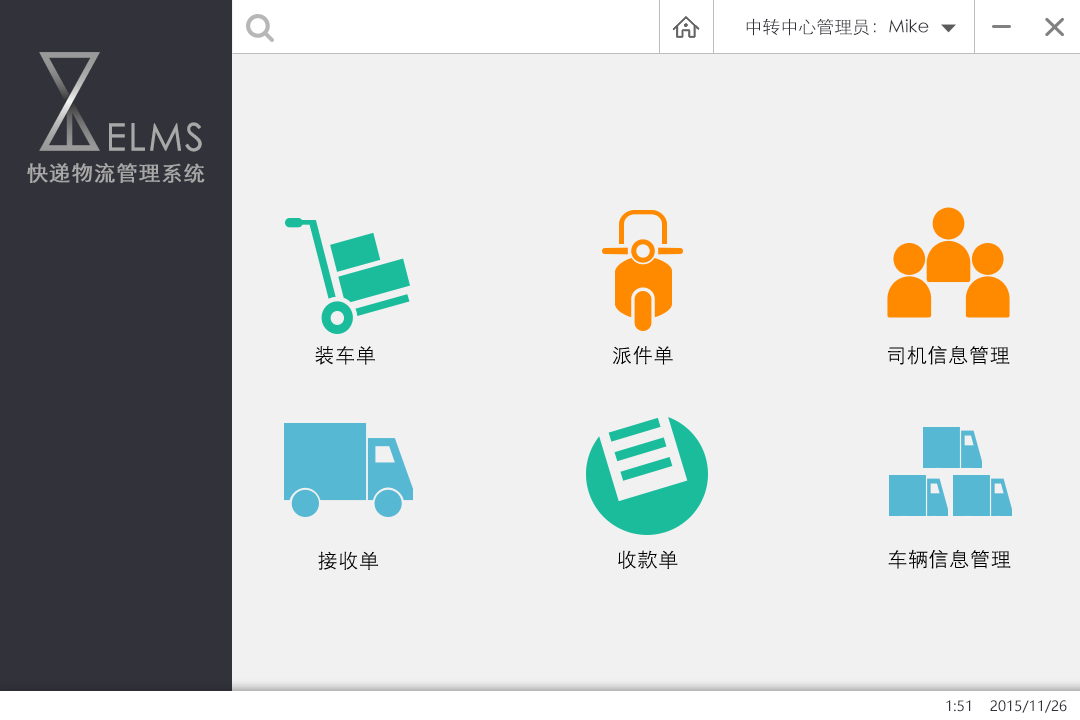 中转中心管理员：Mike
ELMS
快递物流管理系统
装车单
派件单
司机信息管理
接收单
收款单
车辆信息管理
1:51 2015/11/26